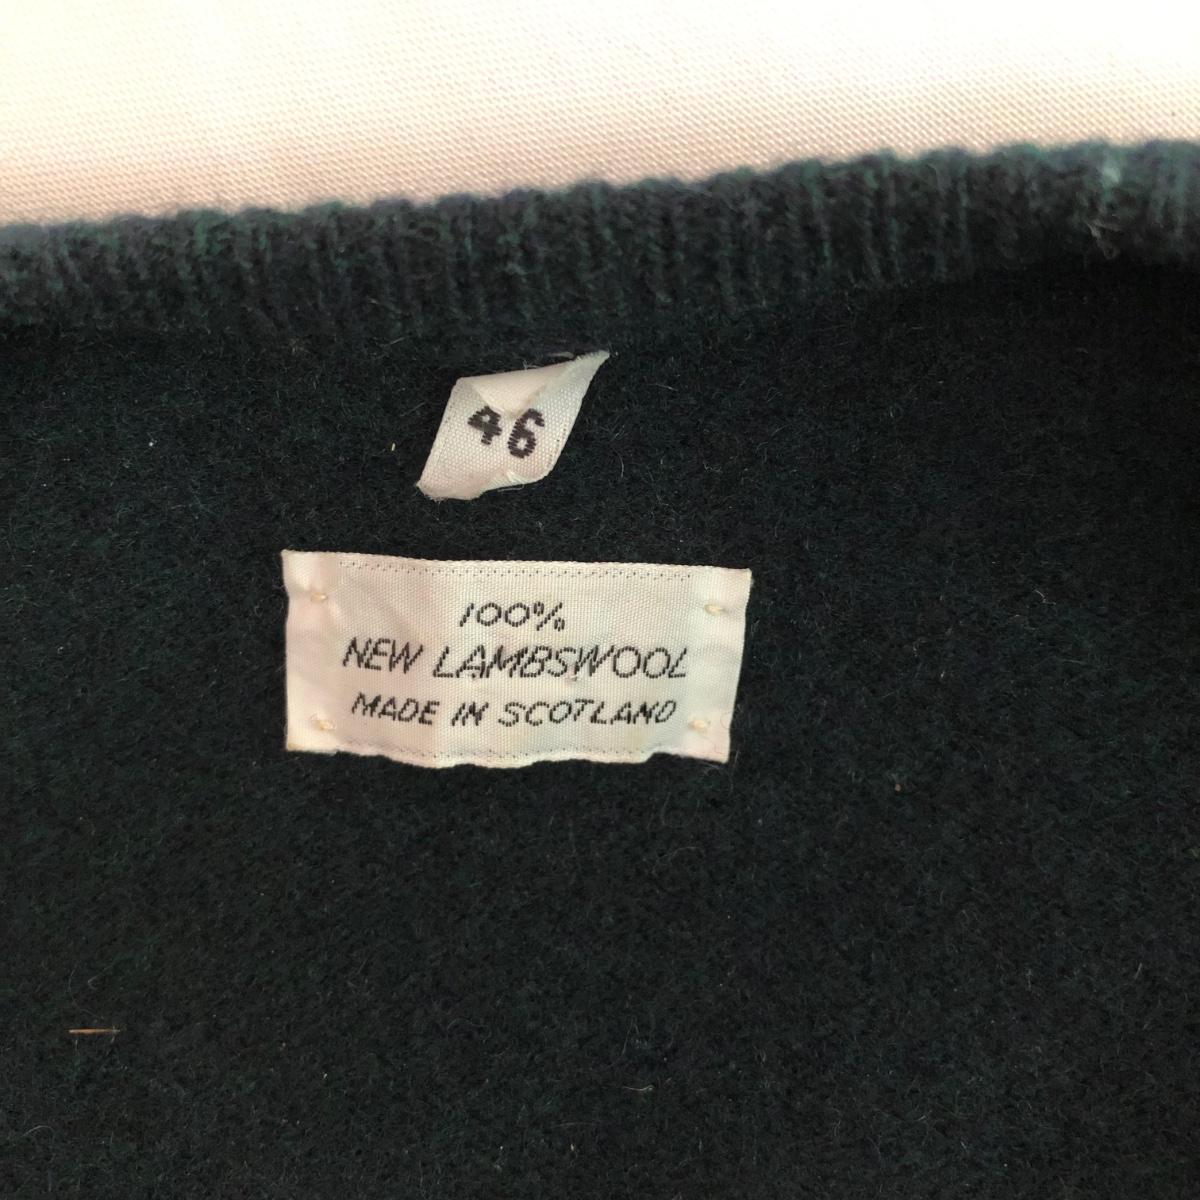 46
100%
NEW LAMBSWOOL
MADE IN SCOTLAND